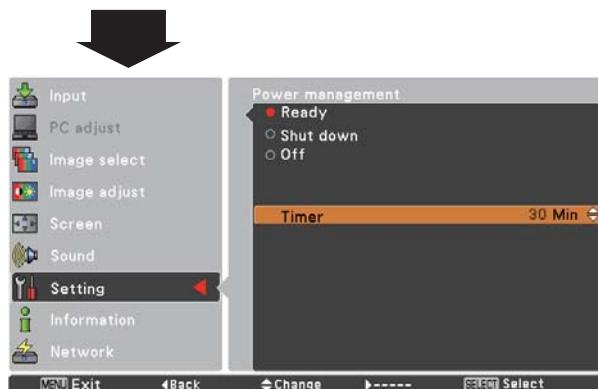 Input
PC adjust
Image select
Image adjust
Screen
Sound
Setting
Information
Network
Power management
Ready
Shut down
Off
Timer 30 Min
MENU Exit Back Change ----- SELECT Select